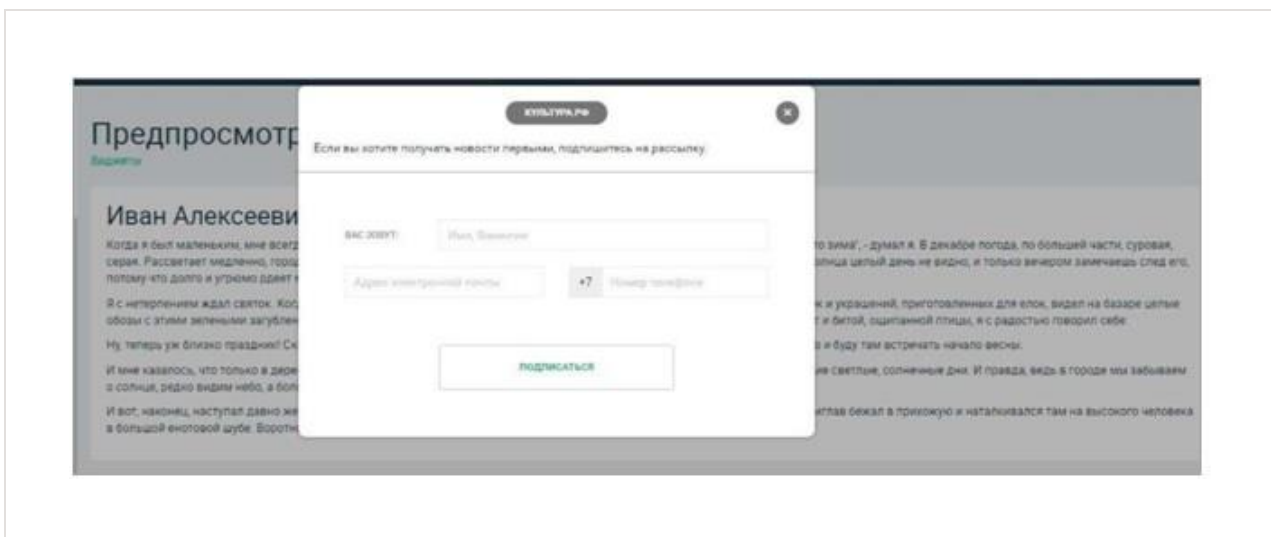 КУЛЬТУРА.РФ
Если вы хотите получать новости первыми, подпишитесь на рассылку.
ВАС ЗОВУТ:
Имя, Фамилия
Адрес электронной почты
+7
Номер телефона
ПОДПИСАТЬСЯ
Предпросмотр
Виджеты
Иван Алексееви
Когда я был маленьким, мне всегд
то зима", - думал я. В декабре погода, по большей части, суровая,
серая. Рассветает медленно, город
солнца целый день не видно, и только вечером замечаешь след его,
потому что долго и угрюмо рдеет
Я с нетерпением ждал святок. Ког
и украшений, приготовленных для елок, видел на базаре целые
обозы с этими зелеными загублен
и битой, ощипанной птицы, я с радостью говорил себе:
Ну, теперь уж близко праздник! Ск
и буду там встречать начало весны.
И мне казалось, что только в дере
светлые, солнечные дни. И правда, ведь в городе мы забываем
о солнце, редко видим небо, а бол
И вот, наконец, наступал давно же
бежал в прихожую и наталкивался там на высокого человека
в большой енотовой шубе. Воротн